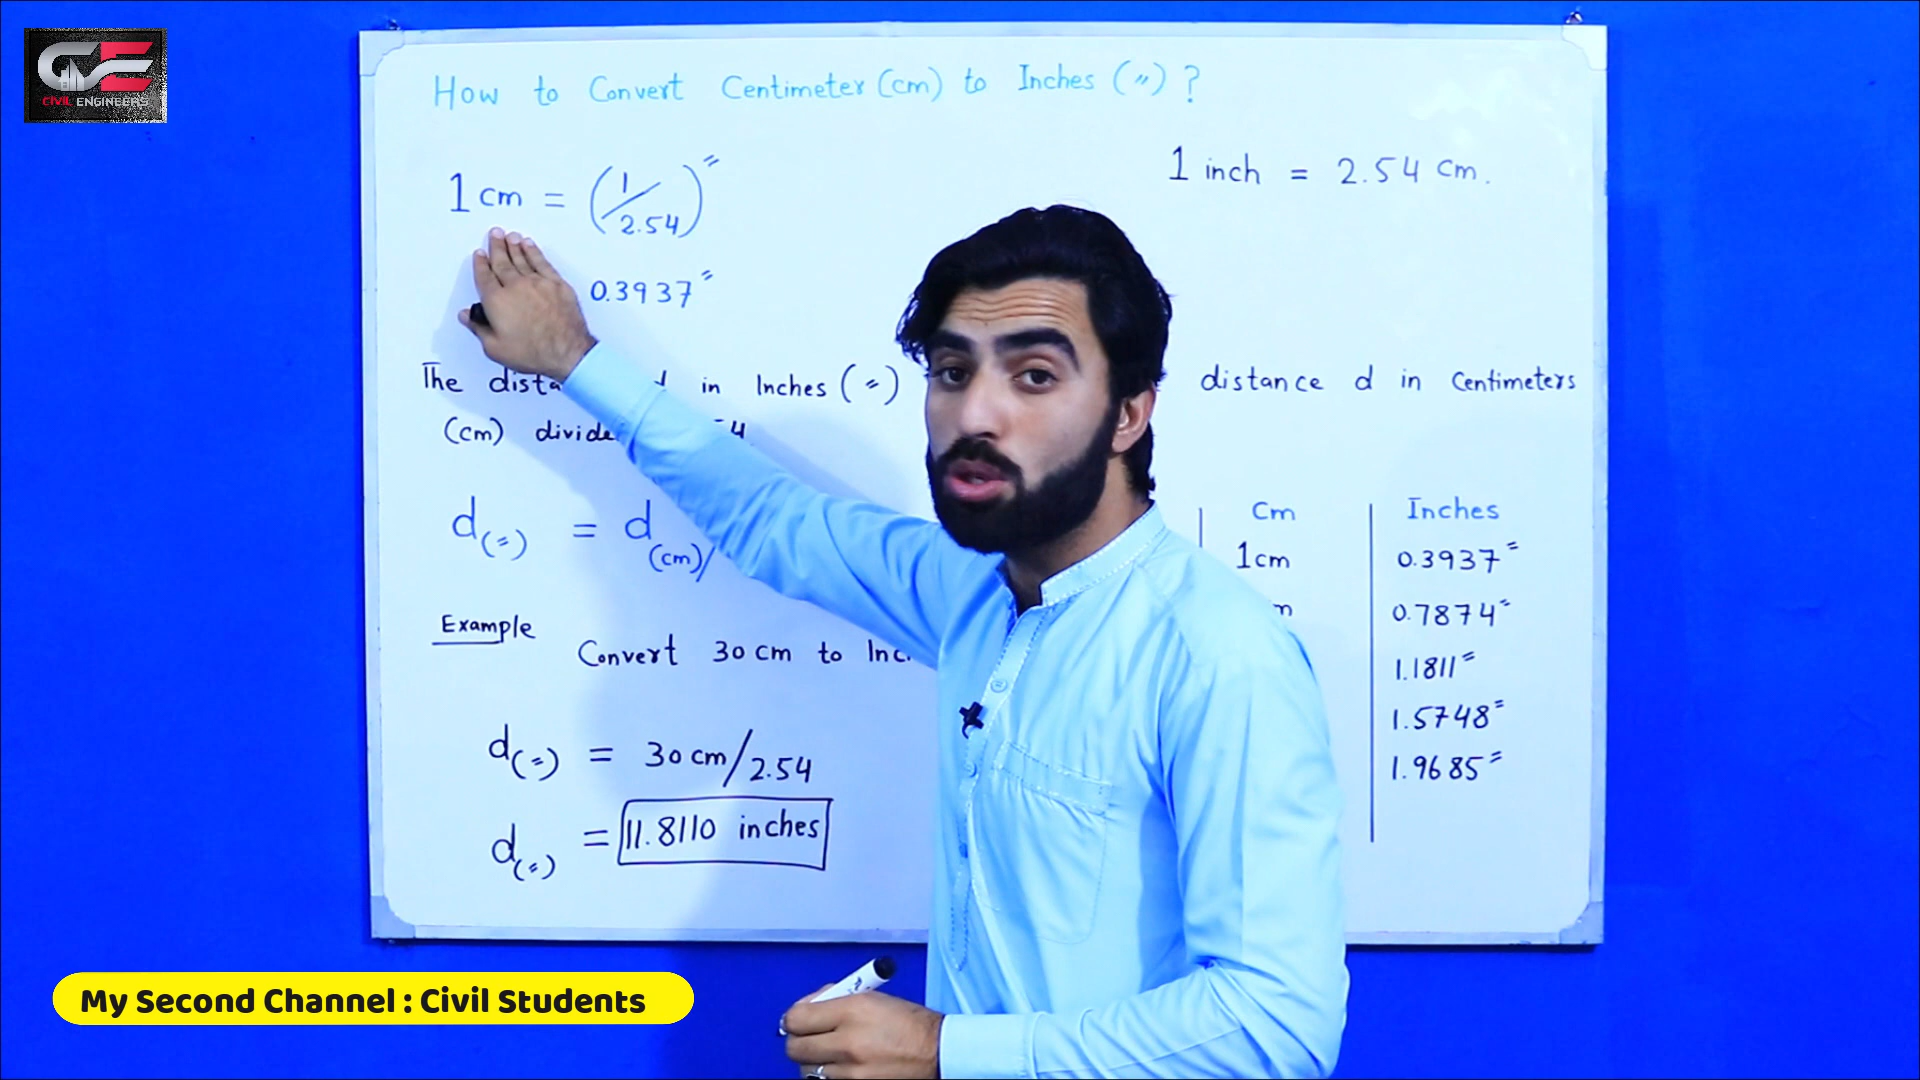 CE
CIVIL ENGINEERS
How to Convert Centimeter (cm) to Inches (") ?
1 cm = (1/2.54)"
1 inch = 2.54 cm.
0.3937"
The d in Inches (") distance d in Centimeters
(cm)
d(") = d(cm)/
Example
Convert 30 cm to
d(") = 30 cm/2.54
d(") = 11.8110 inches
Cm Inches
1cm 0.3937"
0.7874"
1.1811"
1.5748"
1.9685"
My Second Channel : Civil Students